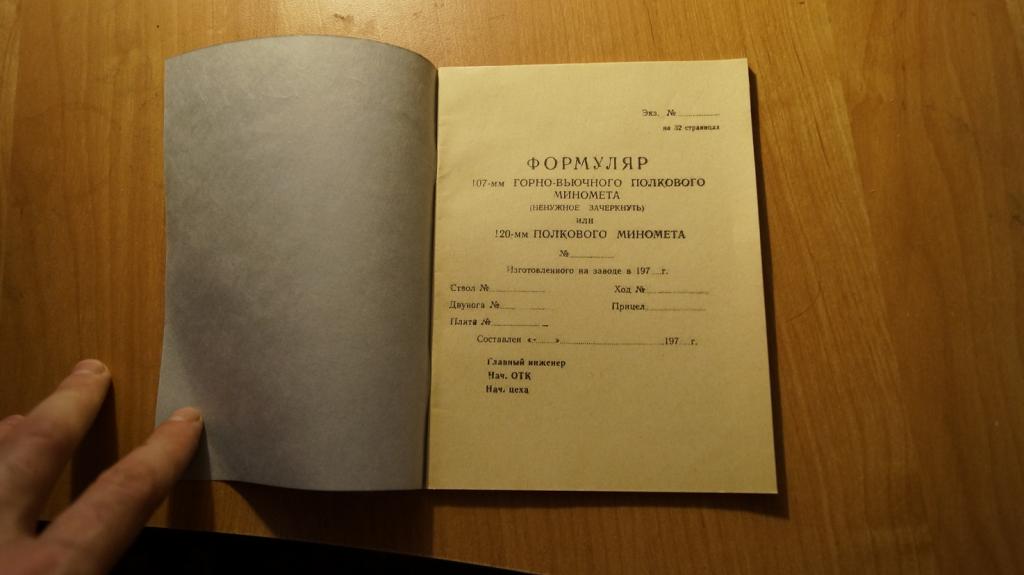 Экз. №
на 32 страницах
ФОРМУЛЯР
107-мм ГОРНО-ВЬЮЧНОГО ПОЛКОВОГО
МИНОМЕТА
(НЕНУЖНОЕ ЗАЧЕРКНУТЬ)
или
120-мм ПОЛКОВОГО МИНОМЕТА
№
Изготовленного на заводе в 197 г.
Ствол № Ход №
Двунога № Прицел
Плита №
Составлен « » 197 г.
Главный инженер
Нач. ОТК
Нач. цеха